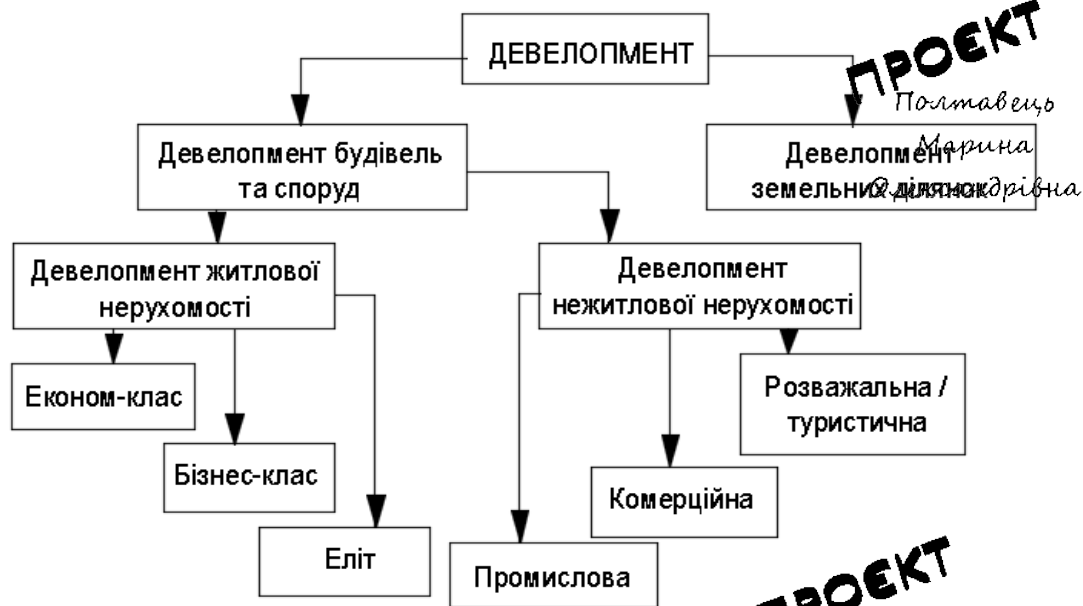 ДЕВЕЛОПМЕНТ
ПРОЕКТ
Полтавець
Марина
Олександрівна
Девелопмент будівель
та споруд
Девелопмент
земельних ділянок
Девелопмент житлової
нерухомості
Девелопмент
нежитлової нерухомості
Економ-клас
Розважальна /
туристична
Бізнес-клас
Комерційна
Еліт
Промислова
ПРОЕКТ